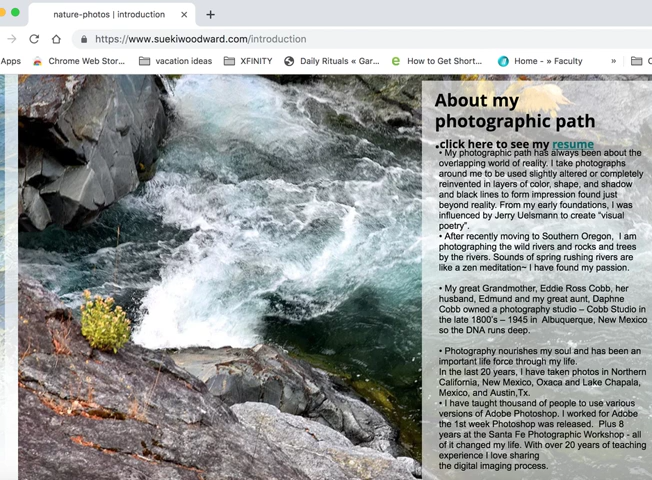 nature-photos | introduction
https://www.suekiwoodward.com/introduction
Apps Chrome Web Stor... vacation ideas XFINITY Daily Rituals « Gar... How to Get Short... Home - » Faculty »
About my
photographic path
•click here to see my resume
• My photographic path has always been about the
overlapping world of reality. I take photographs
around me to be used slightly altered or completely
reinvented in layers of color, shape, and shadow
and black lines to form impression found just
beyond reality. From my early foundations, I was
influenced by Jerry Uelsmann to create “visual
poetry”.
• After recently moving to Southern Oregon, I am
photographing the wild rivers and rocks and trees
by the rivers. Sounds of spring rushing rivers are
like a zen meditation~ I have found my passion.
• My great Grandmother, Eddie Ross Cobb, her
husband, Edmund and my great aunt, Daphne
Cobb owned a photography studio – Cobb Studio in
the late 1800’s – 1945 in Albuquerque, New Mexico
so the DNA runs deep.
• Photography nourishes my soul and has been an
important life force through my life.
In the last 20 years, I have taken photos in Northern
California, New Mexico, Oxaca and Lake Chapala,
Mexico, and Austin,Tx.
• I have taught thousand of people to use various
versions of Adobe Photoshop. I worked for Adobe
the 1st week Photoshop was released. Plus 8
years at the Santa Fe Photographic Workshop - all
of it changed my life. With over 20 years of teaching
experience I love sharing
the digital imaging process.